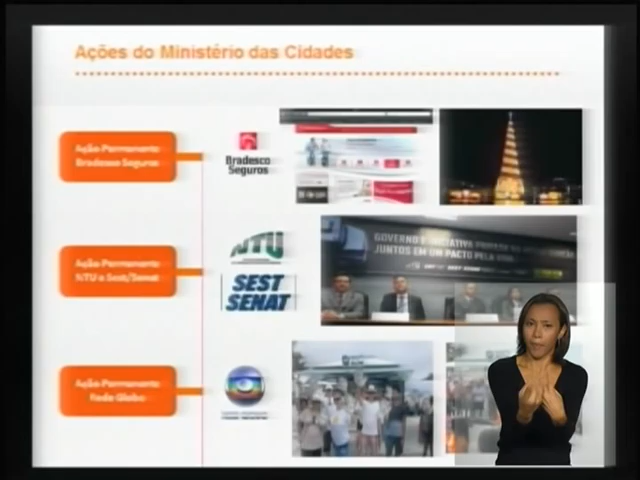 Ações do Ministério das Cidades
Ação Permanente
Bradesco Seguros
Bradesco
Seguros
Ação Permanente
NTU e Sest/Senat
NTU
SEST
SENAT
GOVERNO E INICIATIVA
JUNTOS EM UM PACTO PELA VIDA
Ação Permanente
Rede Globo